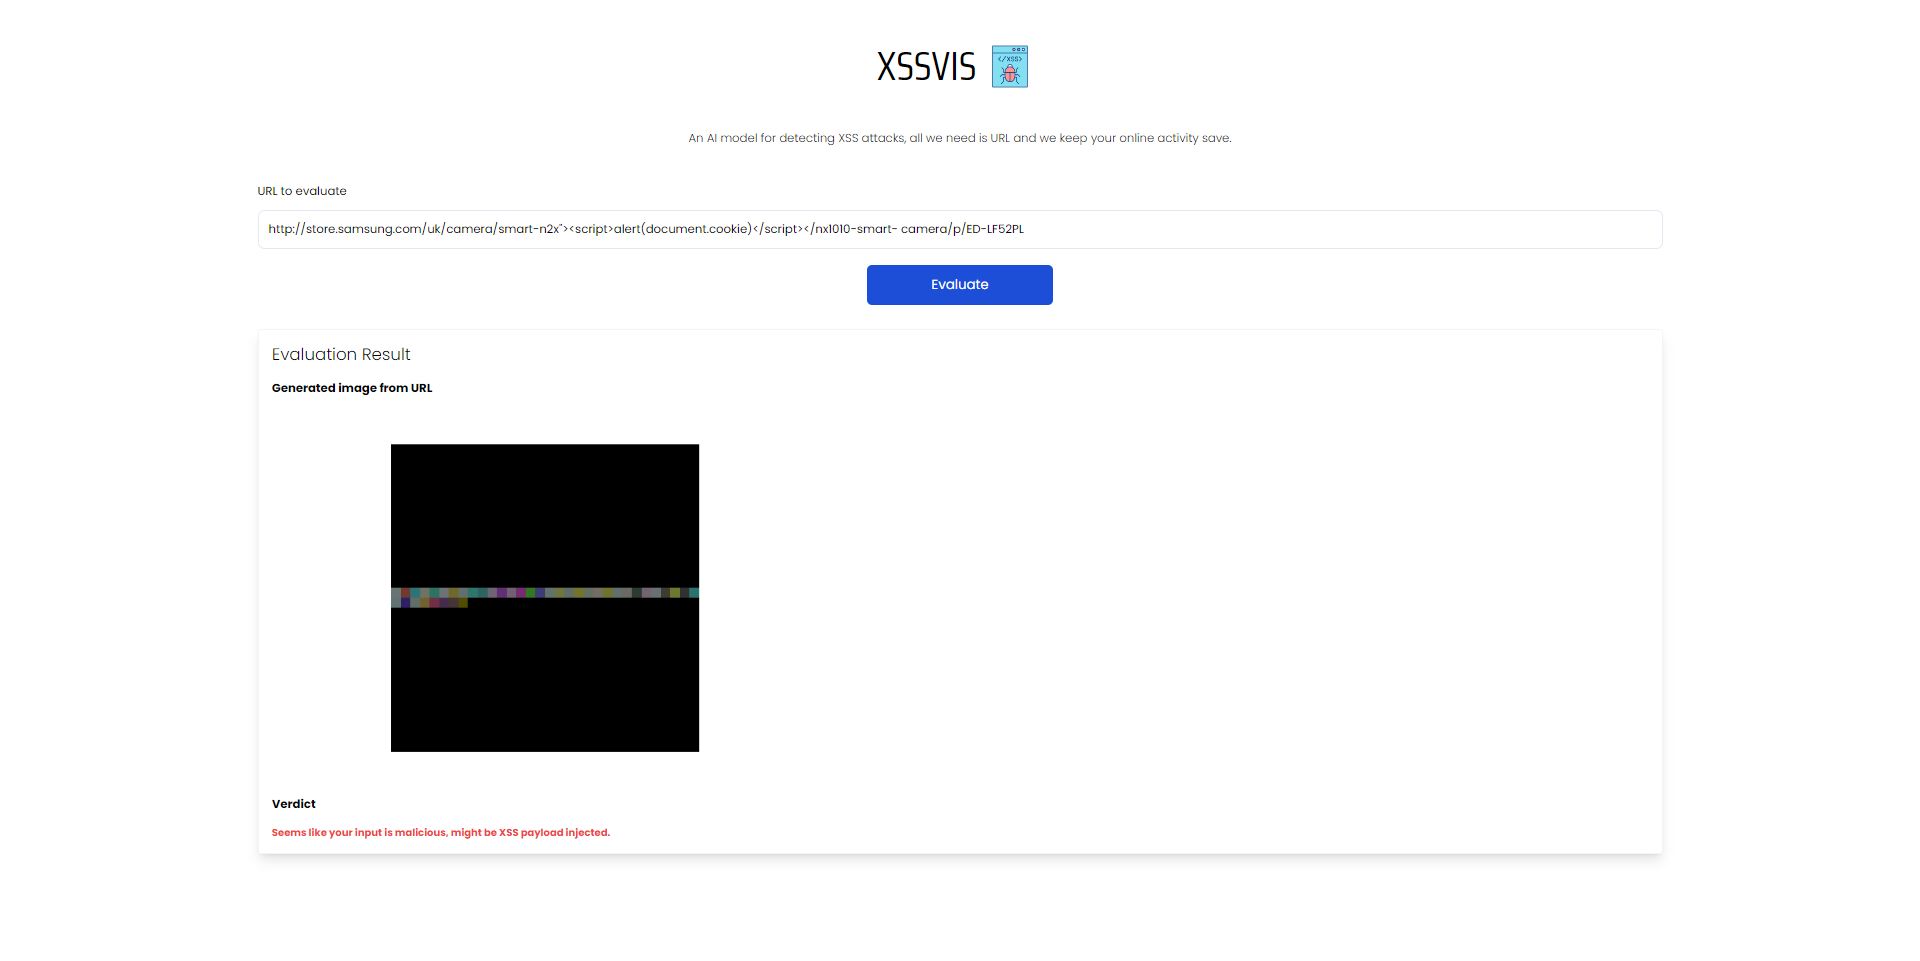 XSSVIS
</XSS>
An AI model for detecting XSS attacks, all we need is URL and we keep your online activity save.
URL to evaluate
http://store.samsung.com/uk/camera/smart-n2x"><script>alert(document.cookie)</script></nx1010-smart- camera/p/ED-LF52PL
Evaluate
Evaluation Result
Generated image from URL
Verdict
Seems like your input is malicious, might be XSS payload injected.